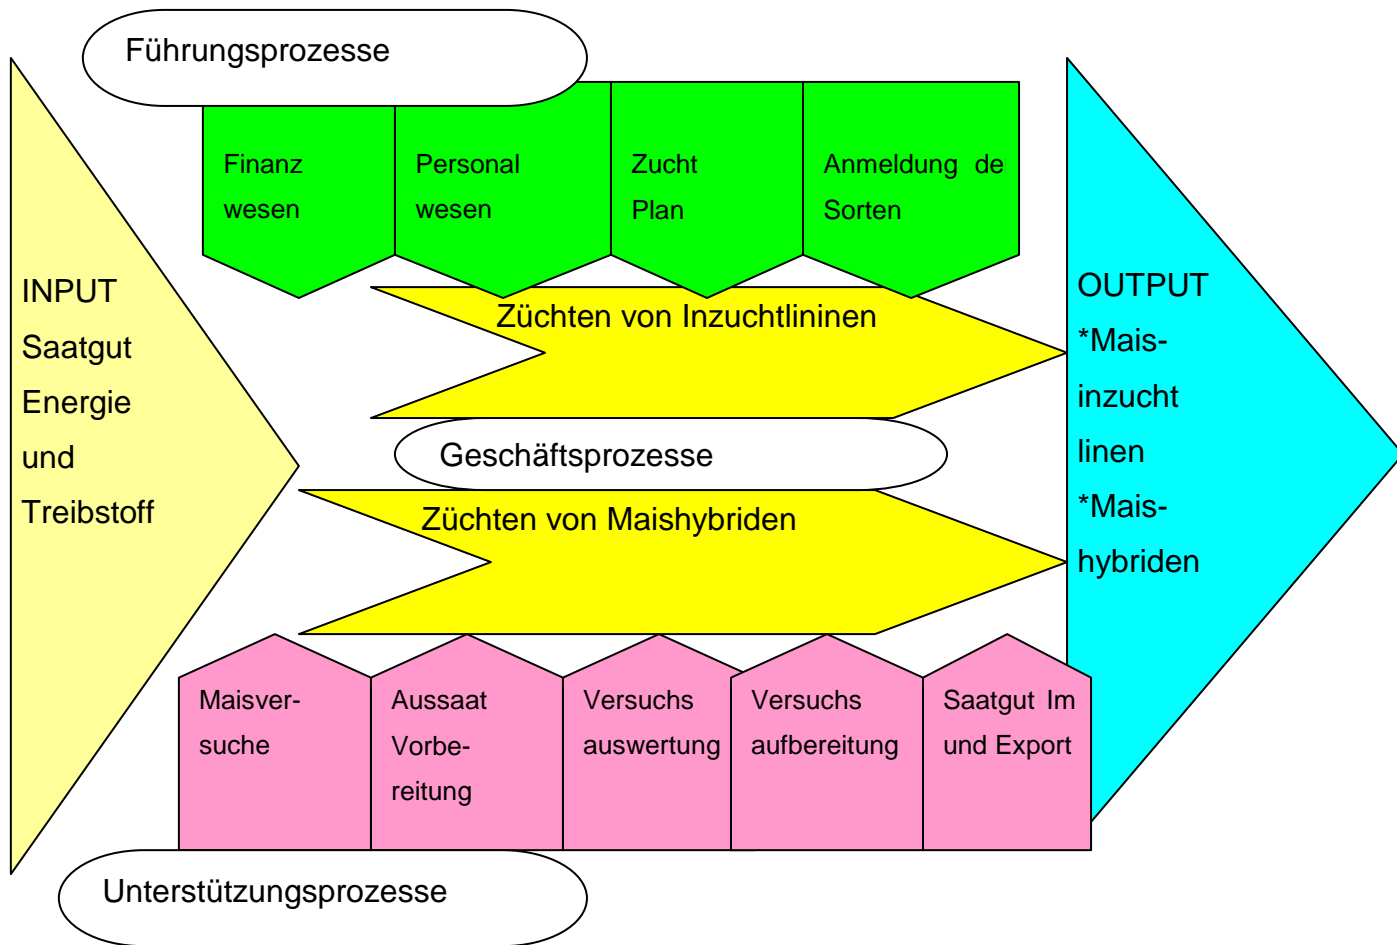 Führungsprozesse
Finanz
wesen
Personal
wesen
Zucht
Plan
Anmeldung de
Sorten
INPUT
Saatgut
Energie
und
Treibstoff
Züchten von Inzuchtlininen
Geschäftsprozesse
Züchten von Maishybriden
OUTPUT
*Mais-
inzucht
linen
*Mais-
hybriden
Maisver-
suche
Aussaat
Vorbe-
reitung
Versuchs
auswertung
Versuchs
aufbereitung
Saatgut Im
und Export
Unterstützungsprozesse